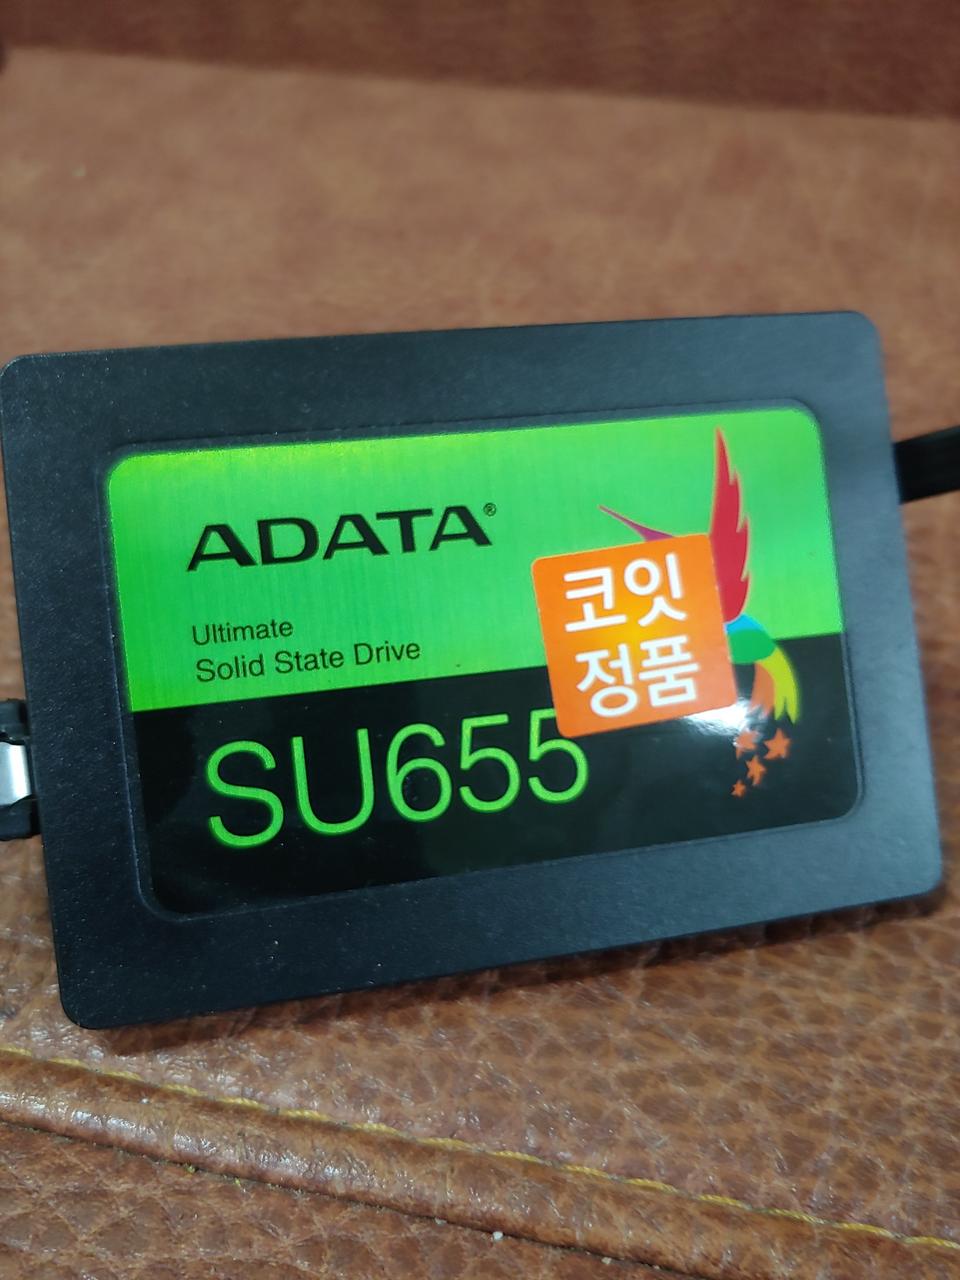 ADATA®
Ultimate
Solid State Drive
코잇
정품
SU655